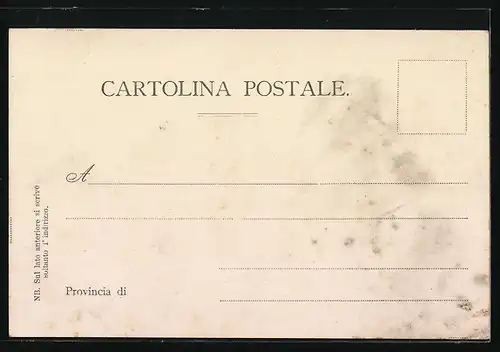 CARTOLINA POSTALE.
A
Provincia di
NB. Sul lato anteriore si scrive
soltanto l'indirizzo.